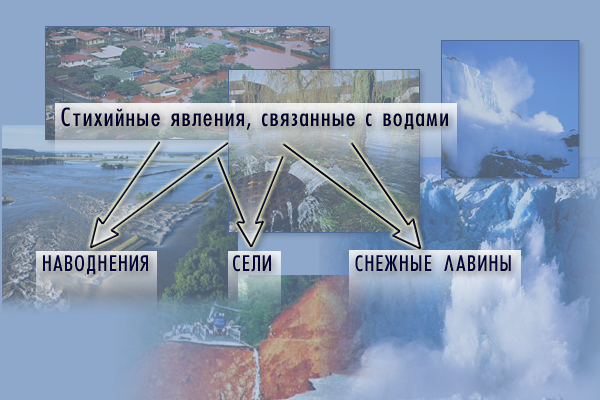 Стихийные явления, связанные с водами
НАВОДНЕНИЯ
СЕЛИ
СНЕЖНЫЕ ЛАВИНЫ